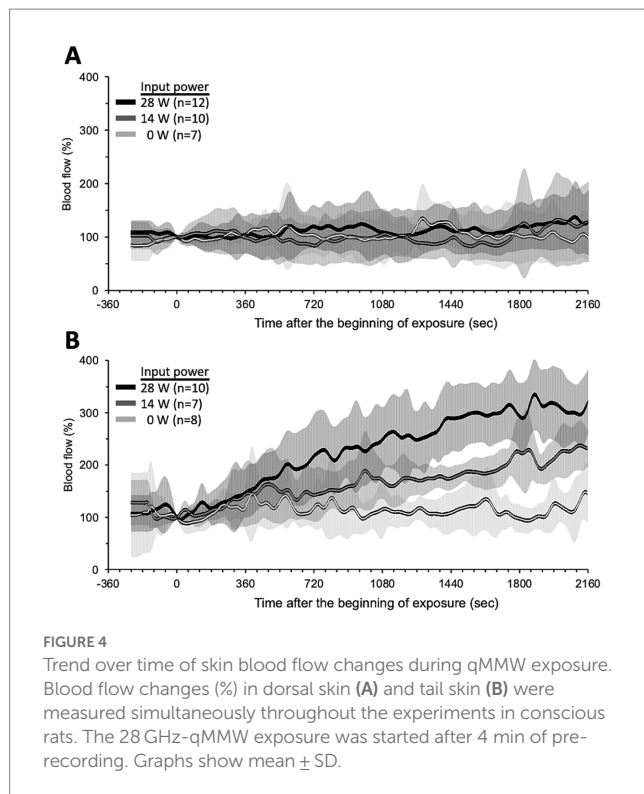 A
400
300
200
150
100
50
0
Blood flow (%)
Input power
28 W (n=12)
14 W (n=10)
0 W (n=7)
-360 0 360 720 1080 1440 1800 2160
Time after the beginning of exposure (sec)
B
400
300
200
150
100
50
0
Blood flow (%)
Input power
28 W (n=10)
14 W (n=7)
0 W (n=8)
-360 0 360 720 1080 1440 1800 2160
Time after the beginning of exposure (sec)
FIGURE 4
Trend over time of skin blood flow changes during qMMW exposure.
Blood flow changes (%) in dorsal skin (A) and tail skin (B) were
measured simultaneously throughout the experiments in conscious
rats. The 28 GHz-qMMW exposure was started after 4 min of pre-
recording. Graphs show mean ± SD.